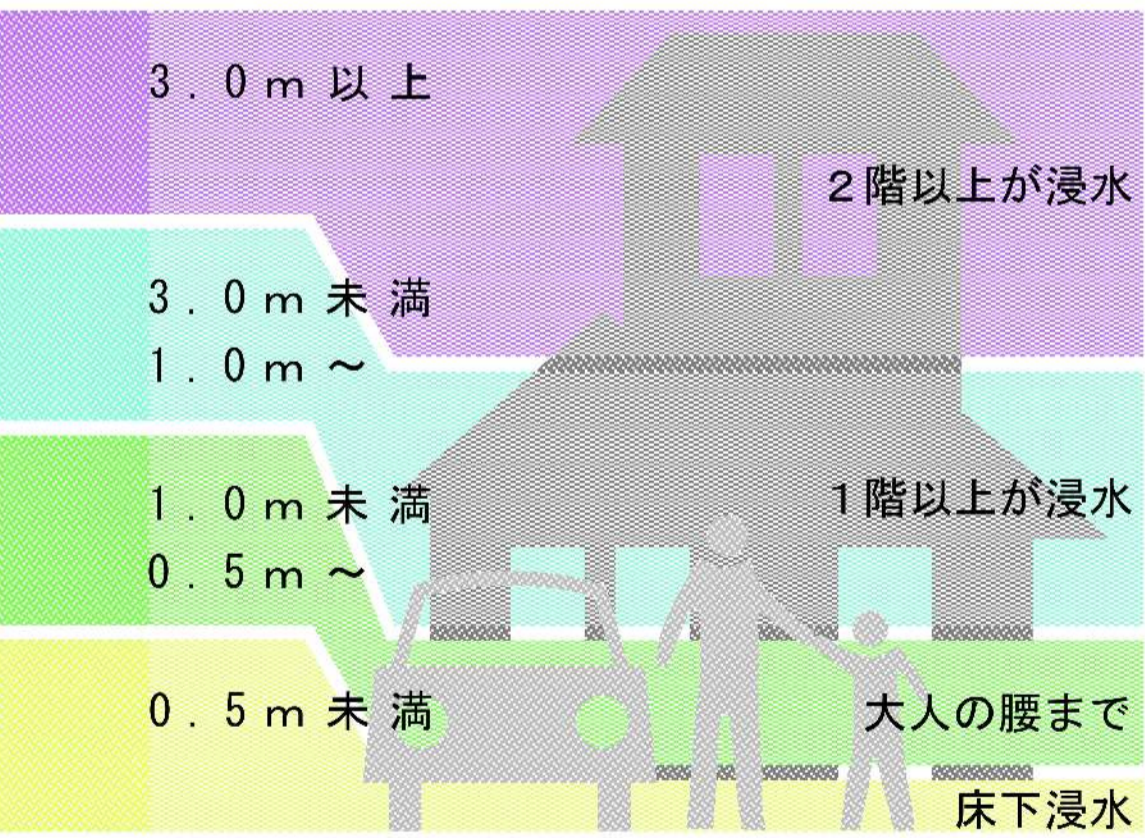 3.0m以上
2階以上が浸水
3.0m未満
1.0m～
1.0m未満
1階以上が浸水
0.5m～
0.5m未満
大人の腰まで
床下浸水